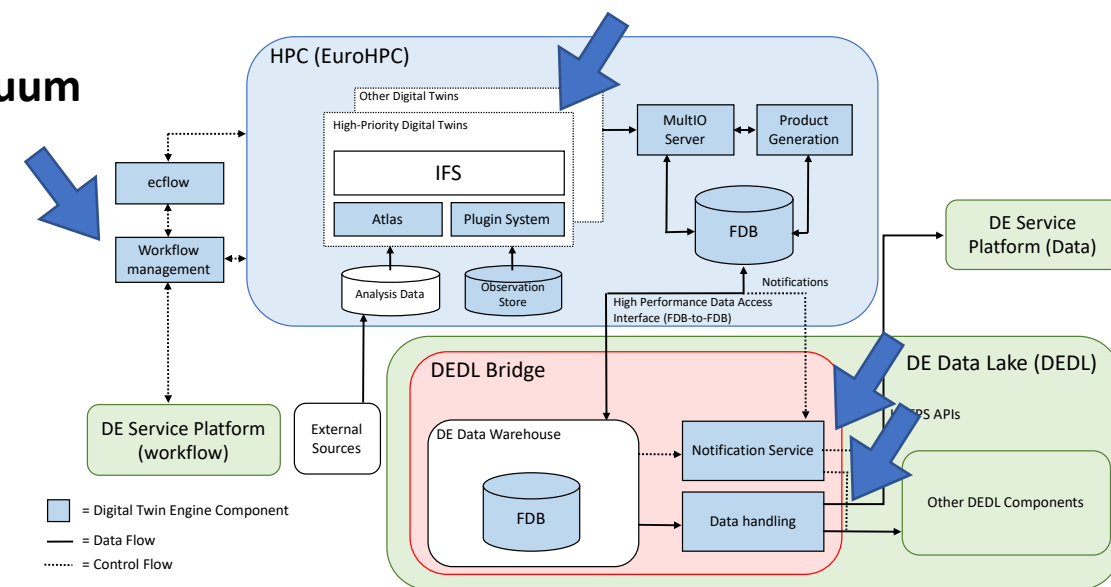 uum
HPC (EuroHPC)
Other Digital Twins
High-Priority Digital Twins
IFS
Atlas
Plugin System
MultIO
Server
Product
Generation
ecflow
Workflow
management
FDB
Analysis Data
Observation
Store
Notifications
High Performance Data Access
Interface (FDB-to-FDB)
DE Service
Platform (Data)
DE Service Platform
(workflow)
External
Sources
DEDL Bridge
DE Data Lake (DEDL)
APIs
DE Data Warehouse
FDB
Notification Service
Data handling
Other DEDL Components
= Digital Twin Engine Component
= Data Flow
= Control Flow